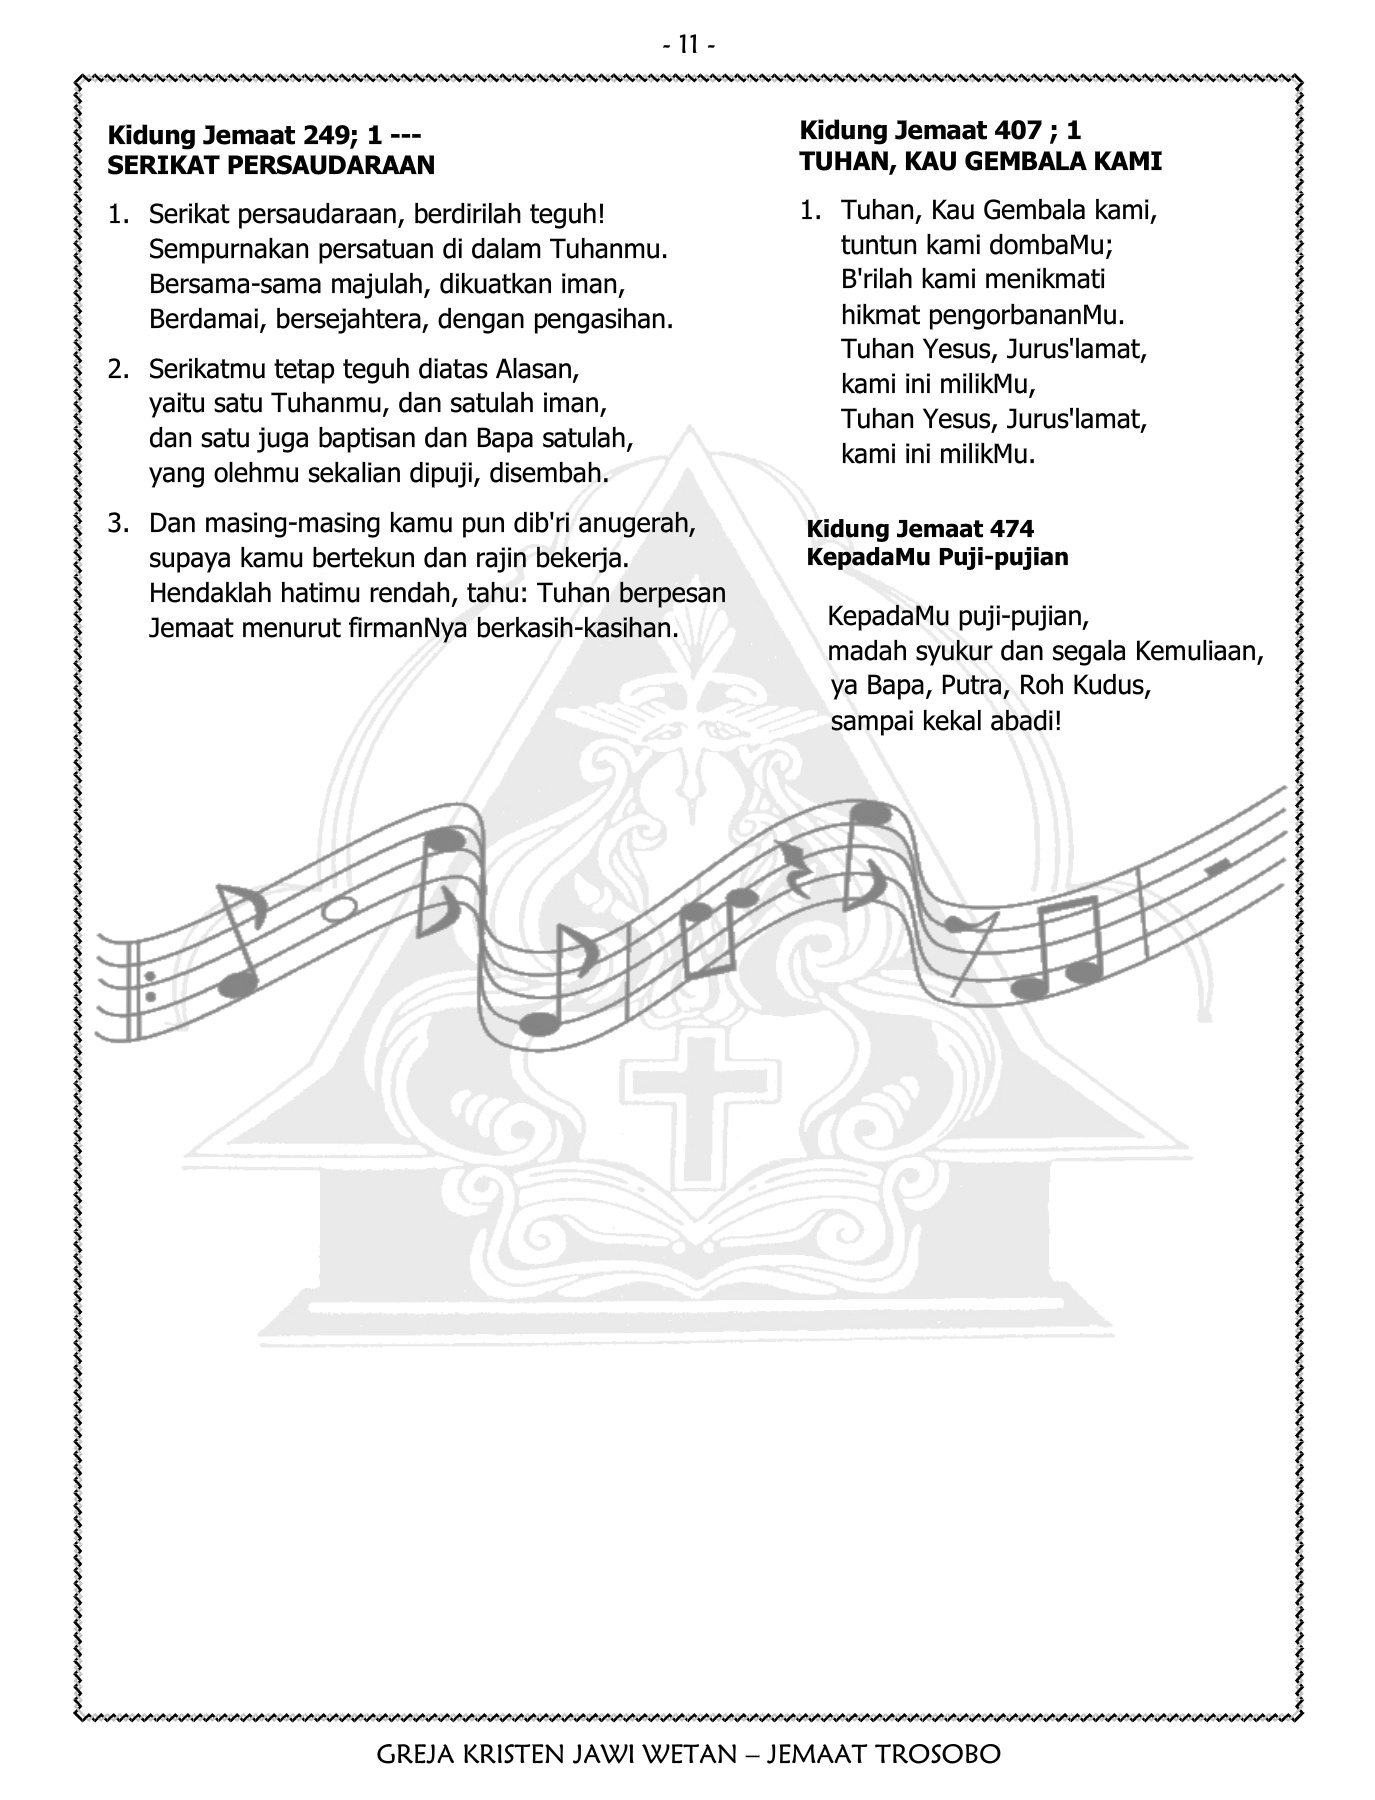 - 11 -
Kidung Jemaat 249; 1 ---
SERIKAT PERSAUDARAAN
1. Serikat persaudaraan, berdirilah teguh!
Sempurnakan persatuan di dalam Tuhanmu.
Bersama-sama majulah, dikuatkan iman,
Berdamai, bersejahtera, dengan pengasihan.
2. Serikatmu tetap teguh diatas Alasan,
yaitu satu Tuhanmu, dan satulah iman,
dan satu juga baptisan dan Bapa satulah,
yang olehmu sekalian dipuji, disembah.
3. Dan masing-masing kamu pun dib'ri anugerah,
supaya kamu bertekun dan rajin bekerja.
Hendaklah hatimu rendah, tahu: Tuhan berpesan
Jemaat menurut firmanNya berkasih-kasihan.
Kidung Jemaat 407 ; 1
TUHAN, KAU GEMBALA KAMI
1. Tuhan, Kau Gembala kami,
tuntun kami dombaMu;
B'rilah kami menikmati
hikmat pengorbananMu.
Tuhan Yesus, Jurus'lamat,
kami ini milikMu,
Tuhan Yesus, Jurus'lamat,
kami ini milikMu.
Kidung Jemaat 474
KepadaMu Puji-pujian
KepadaMu puji-pujian,
madah syukur dan segala Kemuliaan,
ya Bapa, Putra, Roh Kudus,
sampai kekal abadi!
GREJA KRISTEN JAWI WETAN – JEMAAT TROSOBO